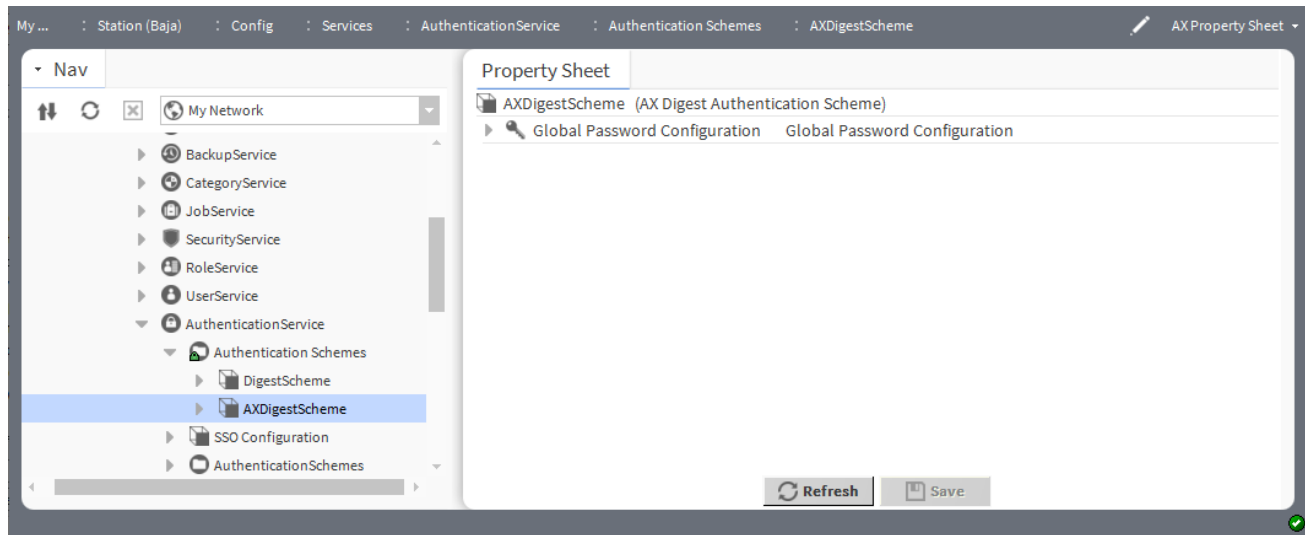 My ... : Station (Baja) : Config : Services : AuthenticationService : Authentication Schemes : AXDigestScheme AX Property Sheet
Nav
My Network
BackupService
CategoryService
JobService
SecurityService
RoleService
UserService
AuthenticationService
Authentication Schemes
DigestScheme
AXDigestScheme
SSO Configuration
AuthenticationSchemes
Property Sheet
AXDigestScheme (AX Digest Authentication Scheme)
Global Password Configuration Global Password Configuration
Refresh Save